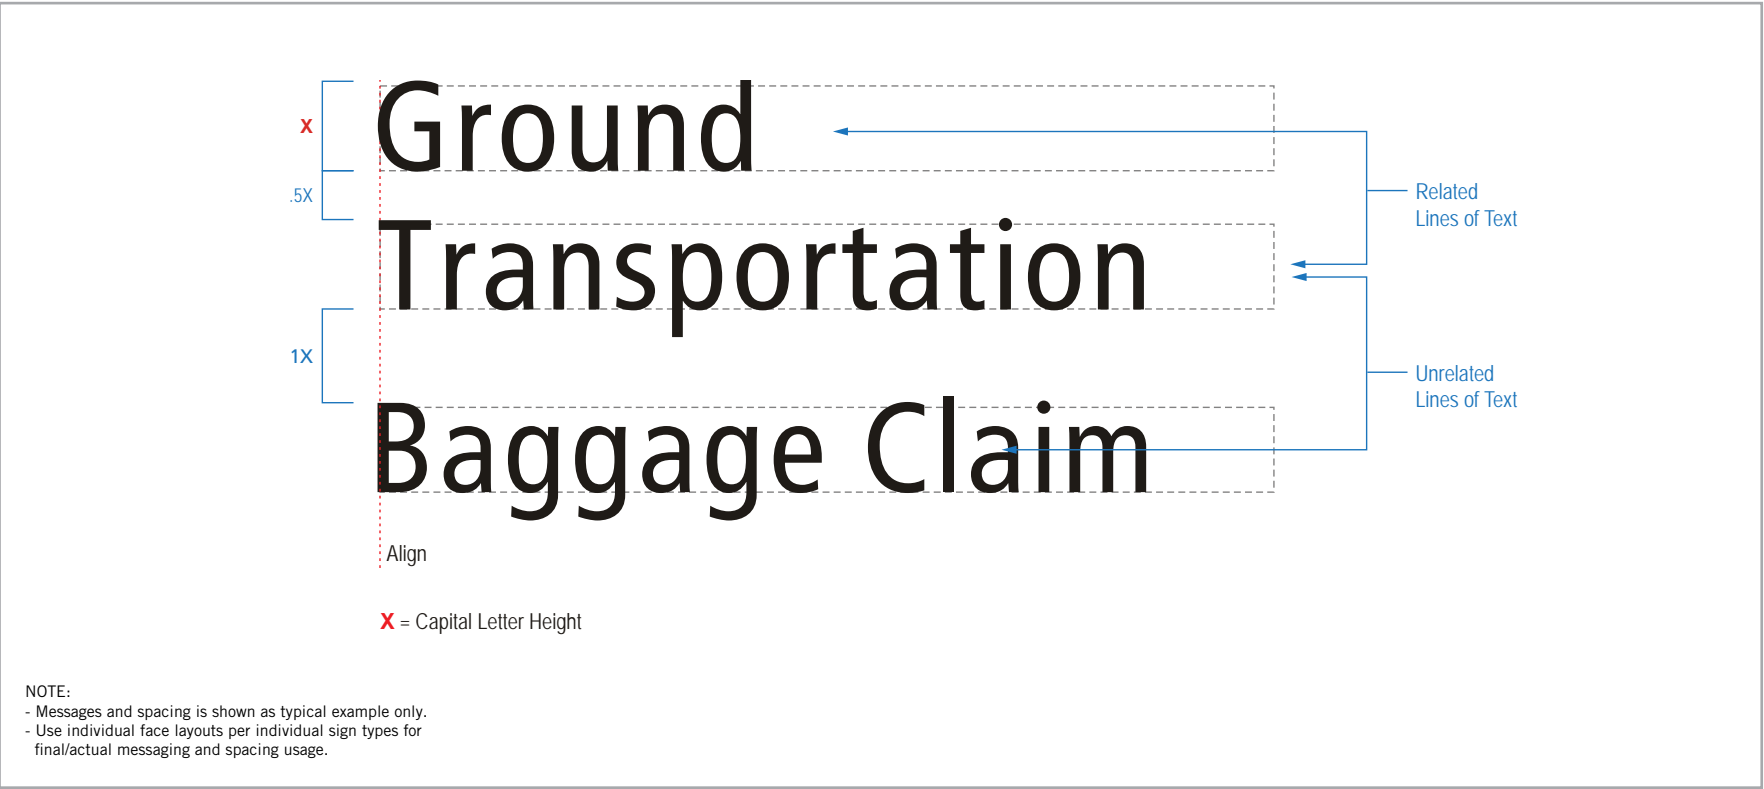 Ground
X
.5X
Related
Lines of Text
Transportation
1X
Unrelated
Lines of Text
Baggage Claim
Align
X = Capital Letter Height
NOTE:
- Messages and spacing is shown as typical example only.
- Use individual face layouts per individual sign types for
final/actual messaging and spacing usage.